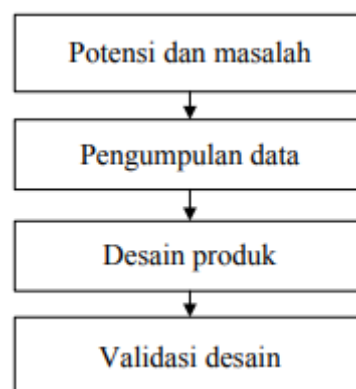 Potensi dan masalah
Pengumpulan data
Desain produk
Validasi desain